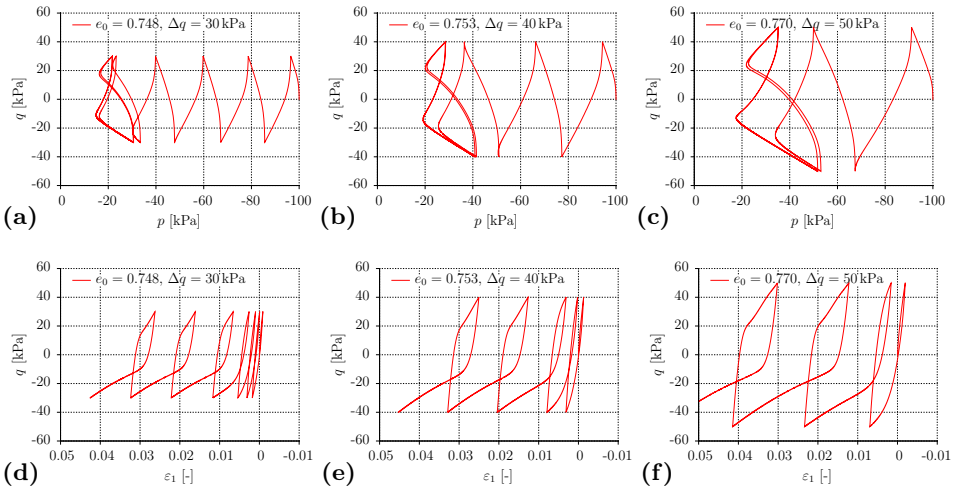 e₀ = 0.748, Δq = 30 kPa
60
40
20
0
-20
-40
-60
q [kPa]
0 -20 -40 -60 -80 -100
p [kPa]
(a)
e₀ = 0.753, Δq = 40 kPa
60
40
20
0
-20
-40
-60
q [kPa]
0 -20 -40 -60 -80 -100
p [kPa]
(b)
e₀ = 0.770, Δq = 50 kPa
60
40
20
0
-20
-40
-60
q [kPa]
0 -20 -40 -60 -80 -100
p [kPa]
(c)
e₀ = 0.748, Δq = 30 kPa
60
40
20
0
-20
-40
-60
q [kPa]
0.05 0.04 0.03 0.02 0.01 0 -0.01
ε₁ [-]
(d)
e₀ = 0.753, Δq = 40 kPa
60
40
20
0
-20
-40
-60
q [kPa]
0.05 0.04 0.03 0.02 0.01 0 -0.01
ε₁ [-]
(e)
e₀ = 0.770, Δq = 50 kPa
60
40
20
0
-20
-40
-60
q [kPa]
0.05 0.04 0.03 0.02 0.01 0 -0.01
ε₁ [-]
(f)